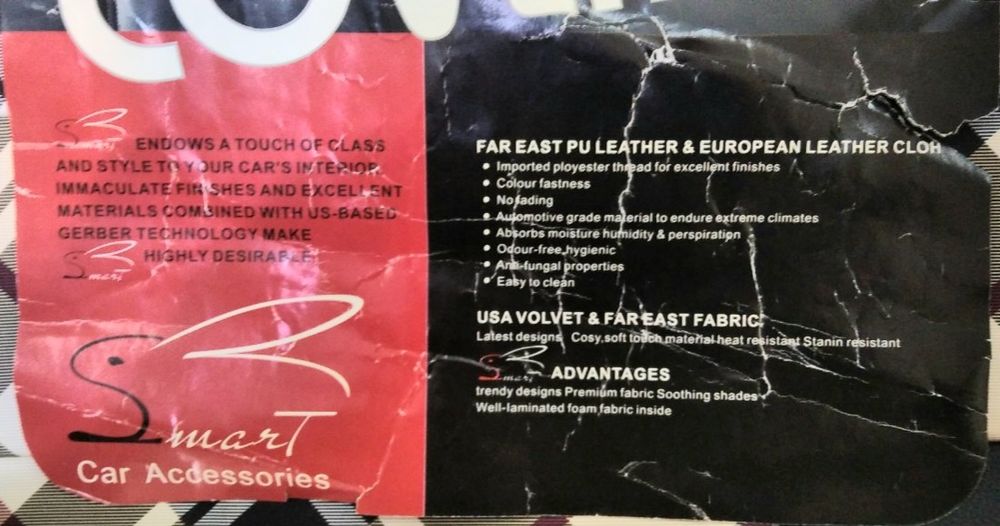 COVER
Smart ENDOWS A TOUCH OF CLASS
AND STYLE TO YOUR CAR'S INTERIOR
IMMACULATE FINISHES AND EXCELLENT
MATERIALS COMBINED WITH US-BASED
GERBER TECHNOLOGY MAKE
Smart HIGHLY DESIRABLE!
Smart
Car Accessories
FAR EAST PU LEATHER & EUROPEAN LEATHER CLOH
• Imported ployester thread for excellent finishes
• Colour fastness
• No fading
• Automotive grade material to endure extreme climates
• Absorbs moisture humidity & perspiration
• Odour-free,hygienic
• Anti-fungal properties
• Easy to clean
USA VOLVET & FAR EAST FABRIC
Latest designs Cosy,soft touch material heat resistant Stanin resistant
Smart ADVANTAGES
trendy designs Premium fabric Soothing shades
Well-laminated foam fabric inside